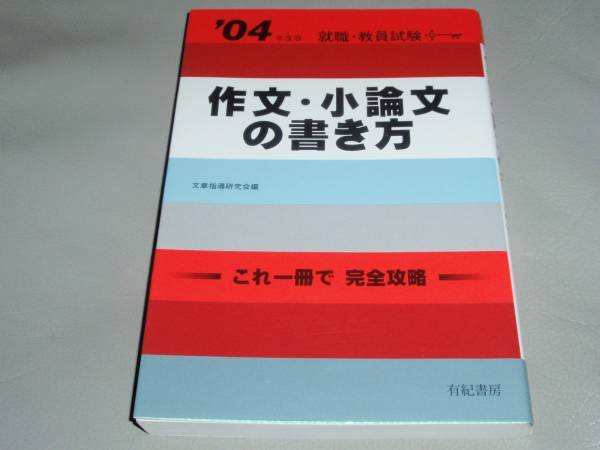 '04年度版 就職・教員試験
作文・小論文
の書き方
文章指導研究会編
これ一冊で 完全攻略
有紀書房